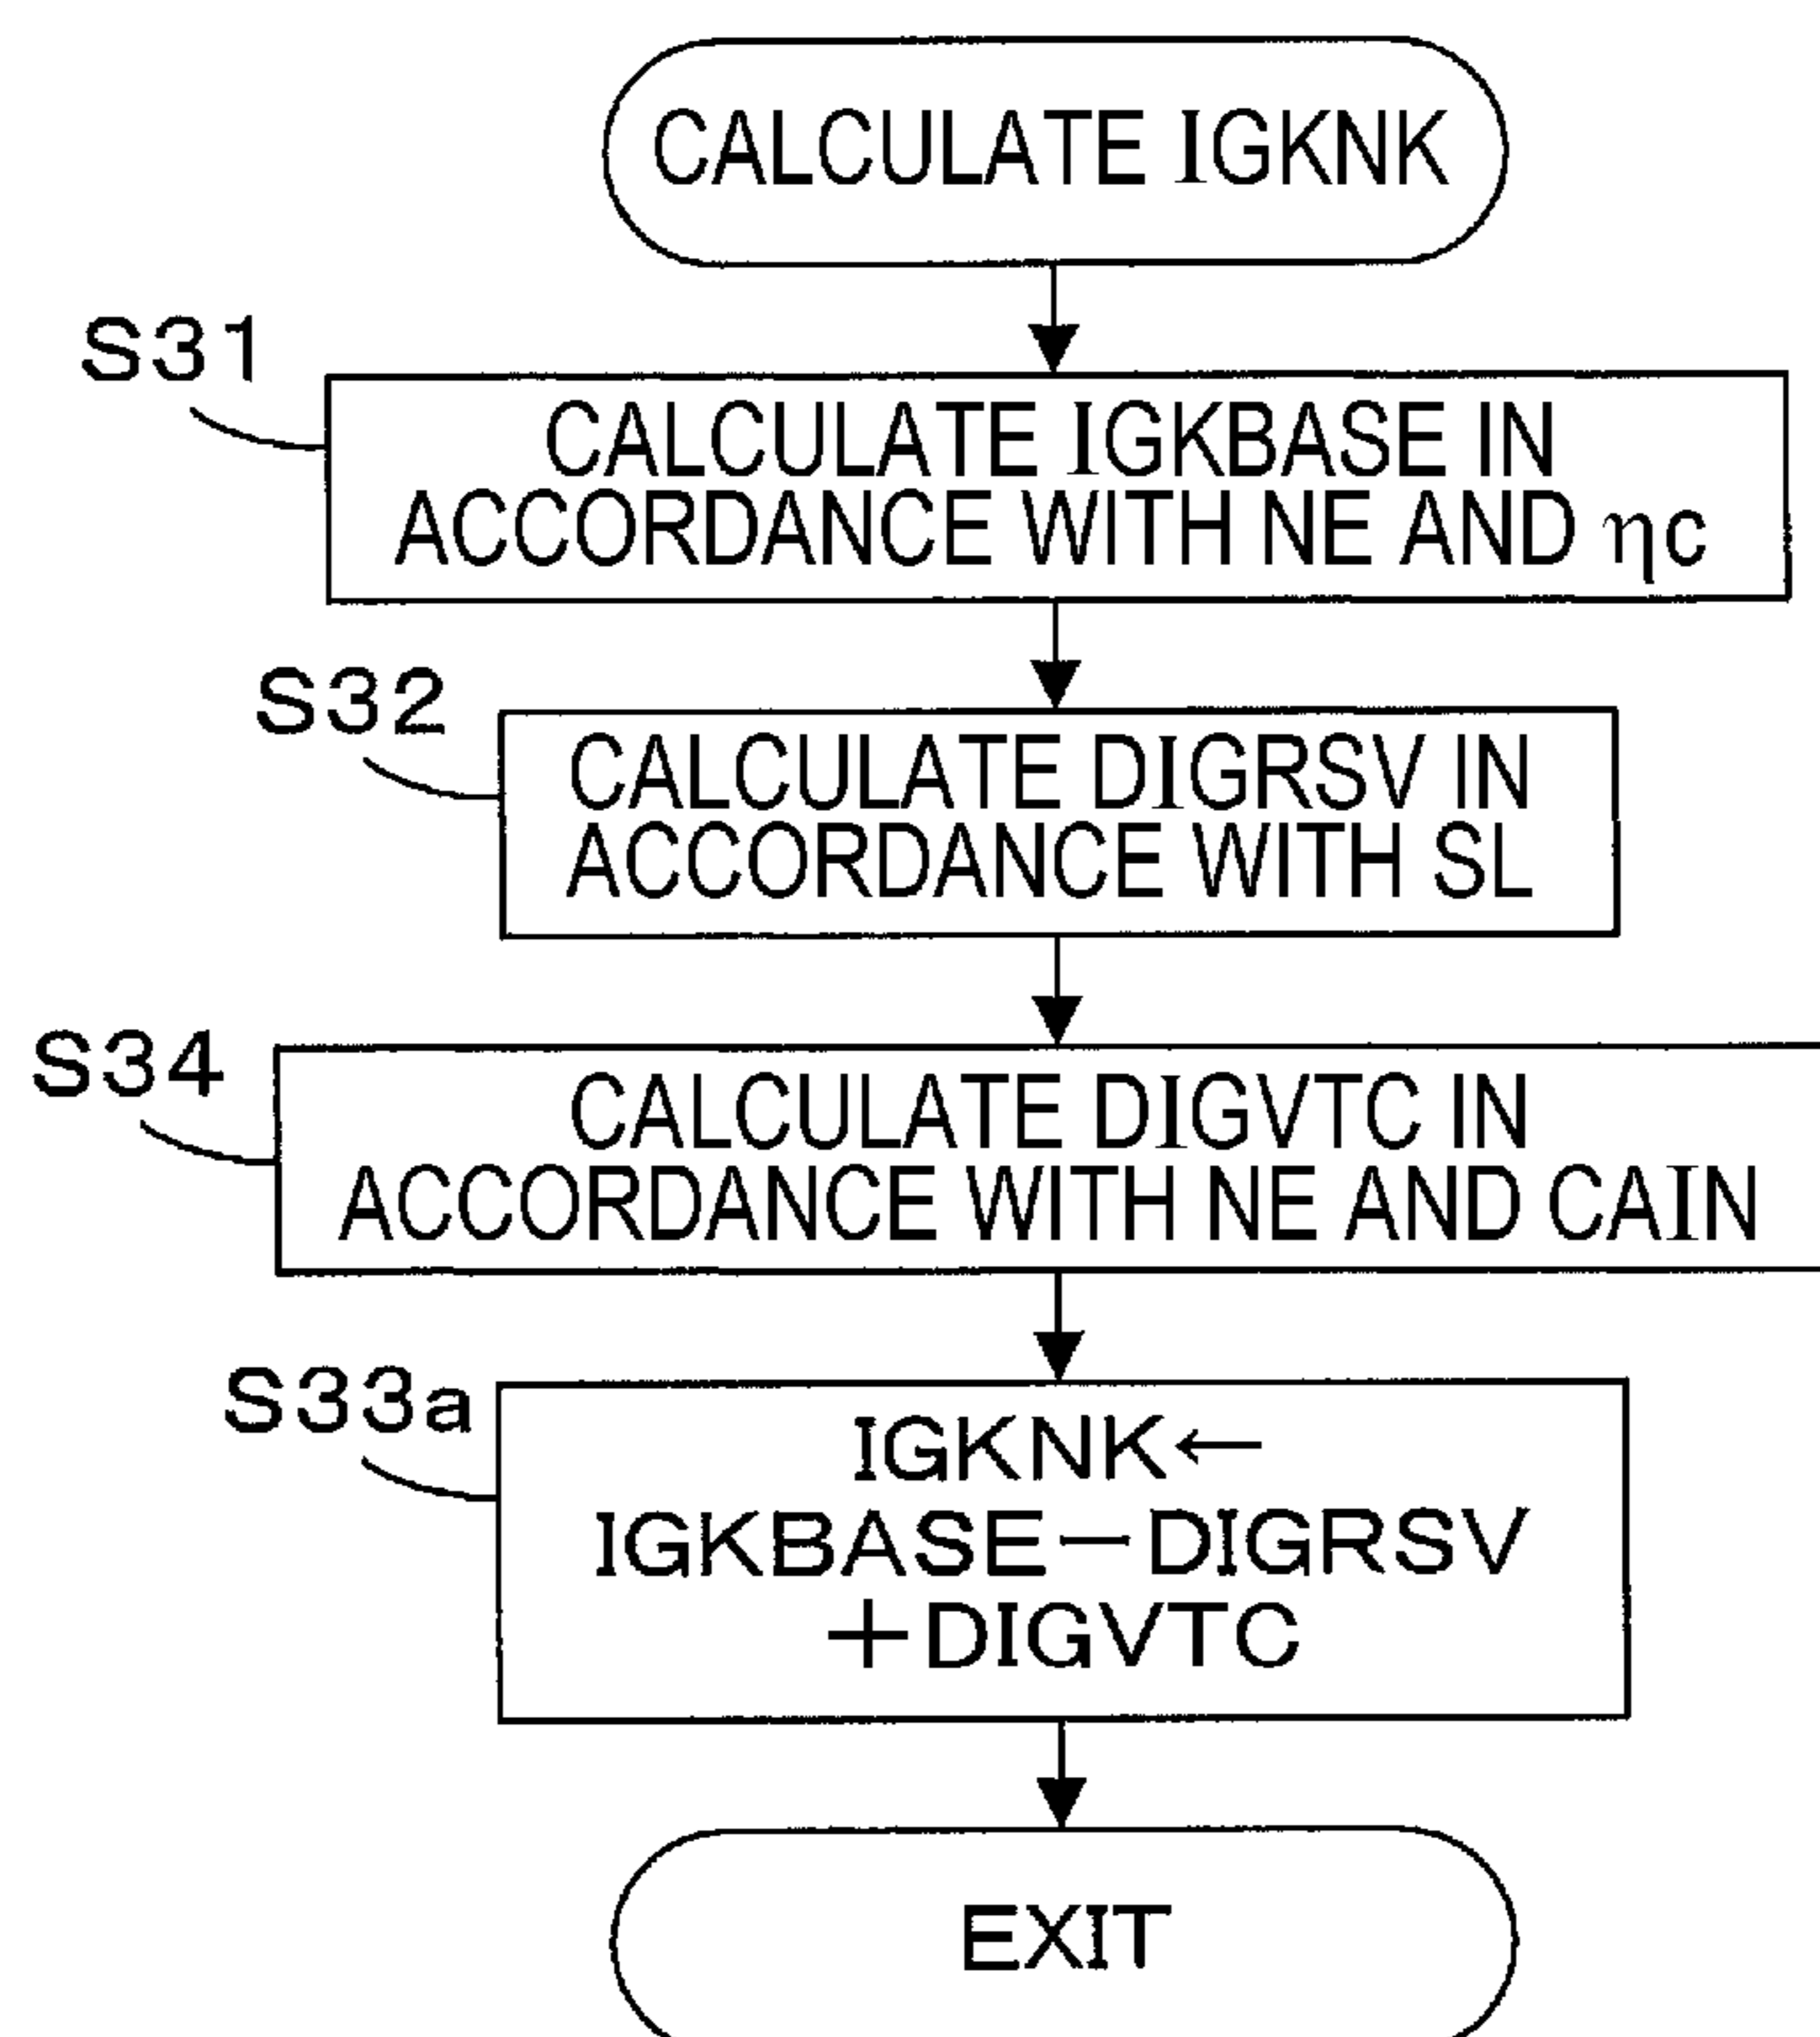 CALCULATE IGKNK
S31
CALCULATE IGKBASE IN
ACCORDANCE WITH NE AND ηc
S32
CALCULATE DIGRSV IN
ACCORDANCE WITH SL
S34
CALCULATE DIGVTC IN
ACCORDANCE WITH NE AND CAIN
S33a
IGKNK←
IGKBASE−DIGRSV
+DIGVTC
EXIT